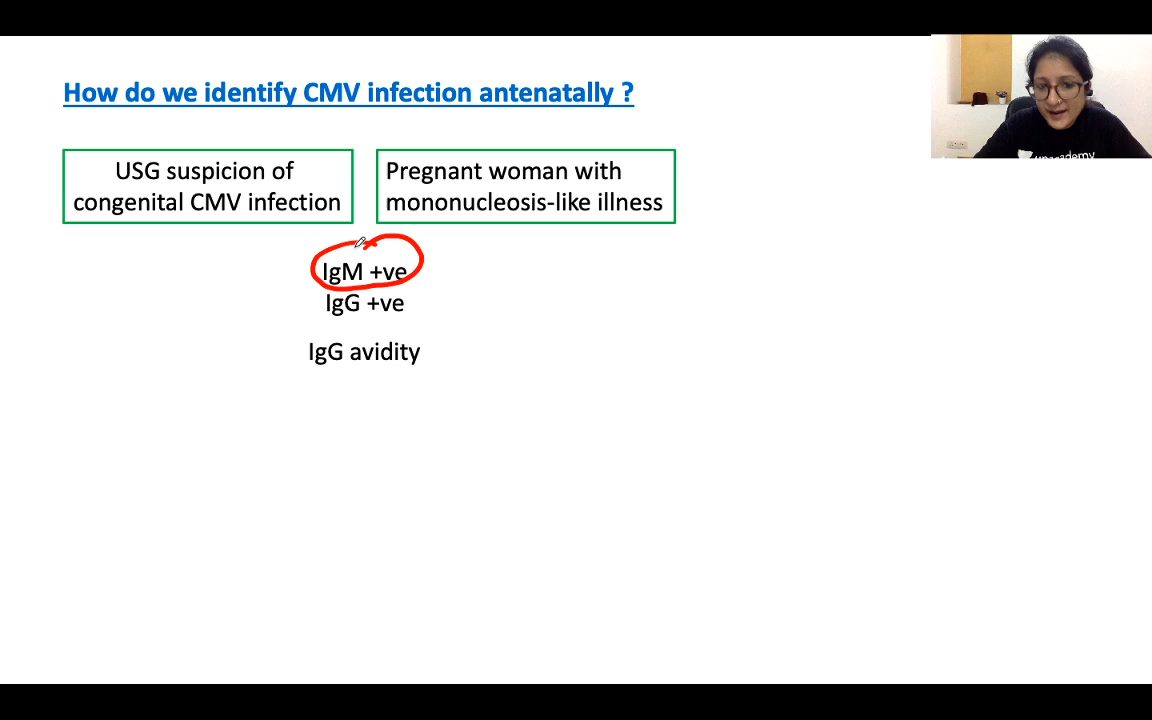 How do we identify CMV infection antenatally ?
USG suspicion of
congenital CMV infection
Pregnant woman with
mononucleosis-like illness
IgM +ve
IgG +ve
IgG avidity